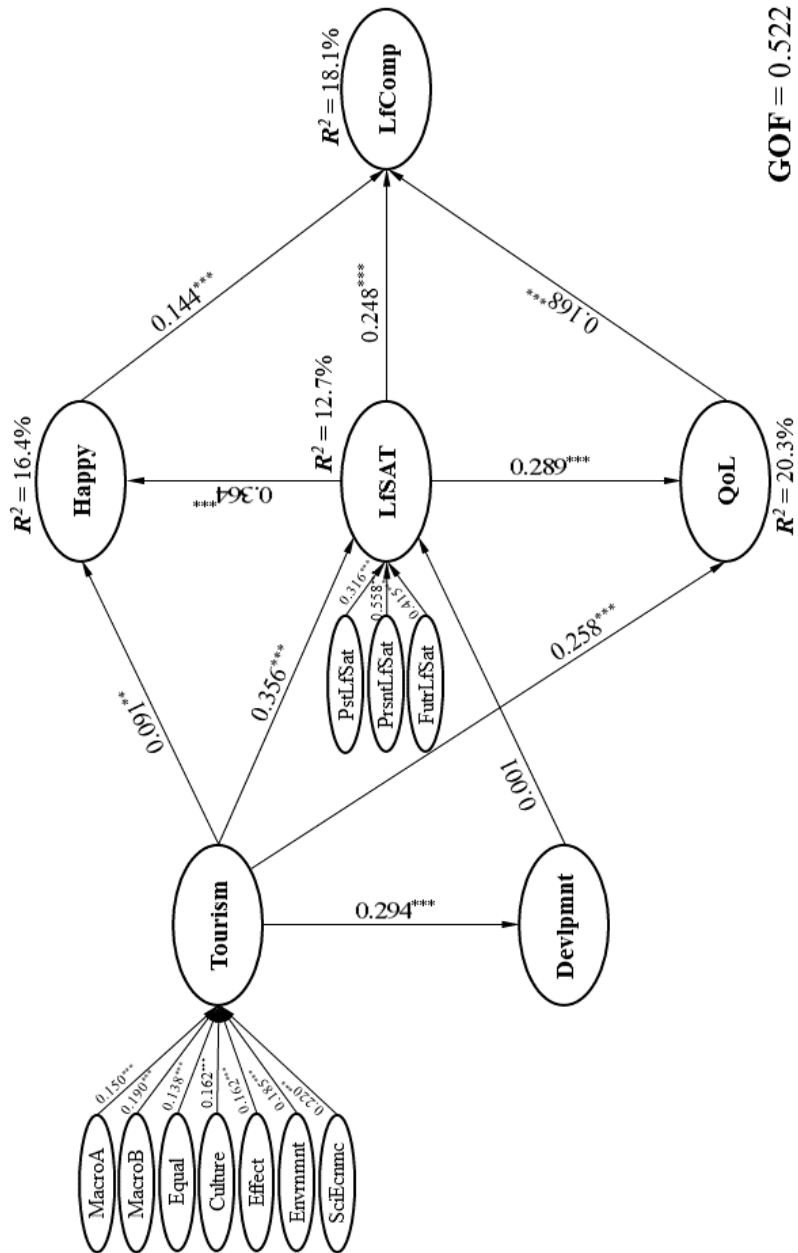 MacroA
MacroB
Equal
Culture
Effect
Envrnmnt
SciEcnmc
0.150***
0.190***
0.138***
0.162***
0.162***
0.185***
0.220***
Tourism
0.294***
Devlpmnt
0.091**
0.356***
0.258***
0.001
PstLfSat
PrsntLfSat
FutrLfSat
0.316***
0.558***
0.415***
R² = 16.4%
Happy
0.364***
R² = 12.7%
LfSAT
0.289***
QoL
R² = 20.3%
0.144***
0.248***
0.168***
R² = 18.1%
LfComp
GOF = 0.522